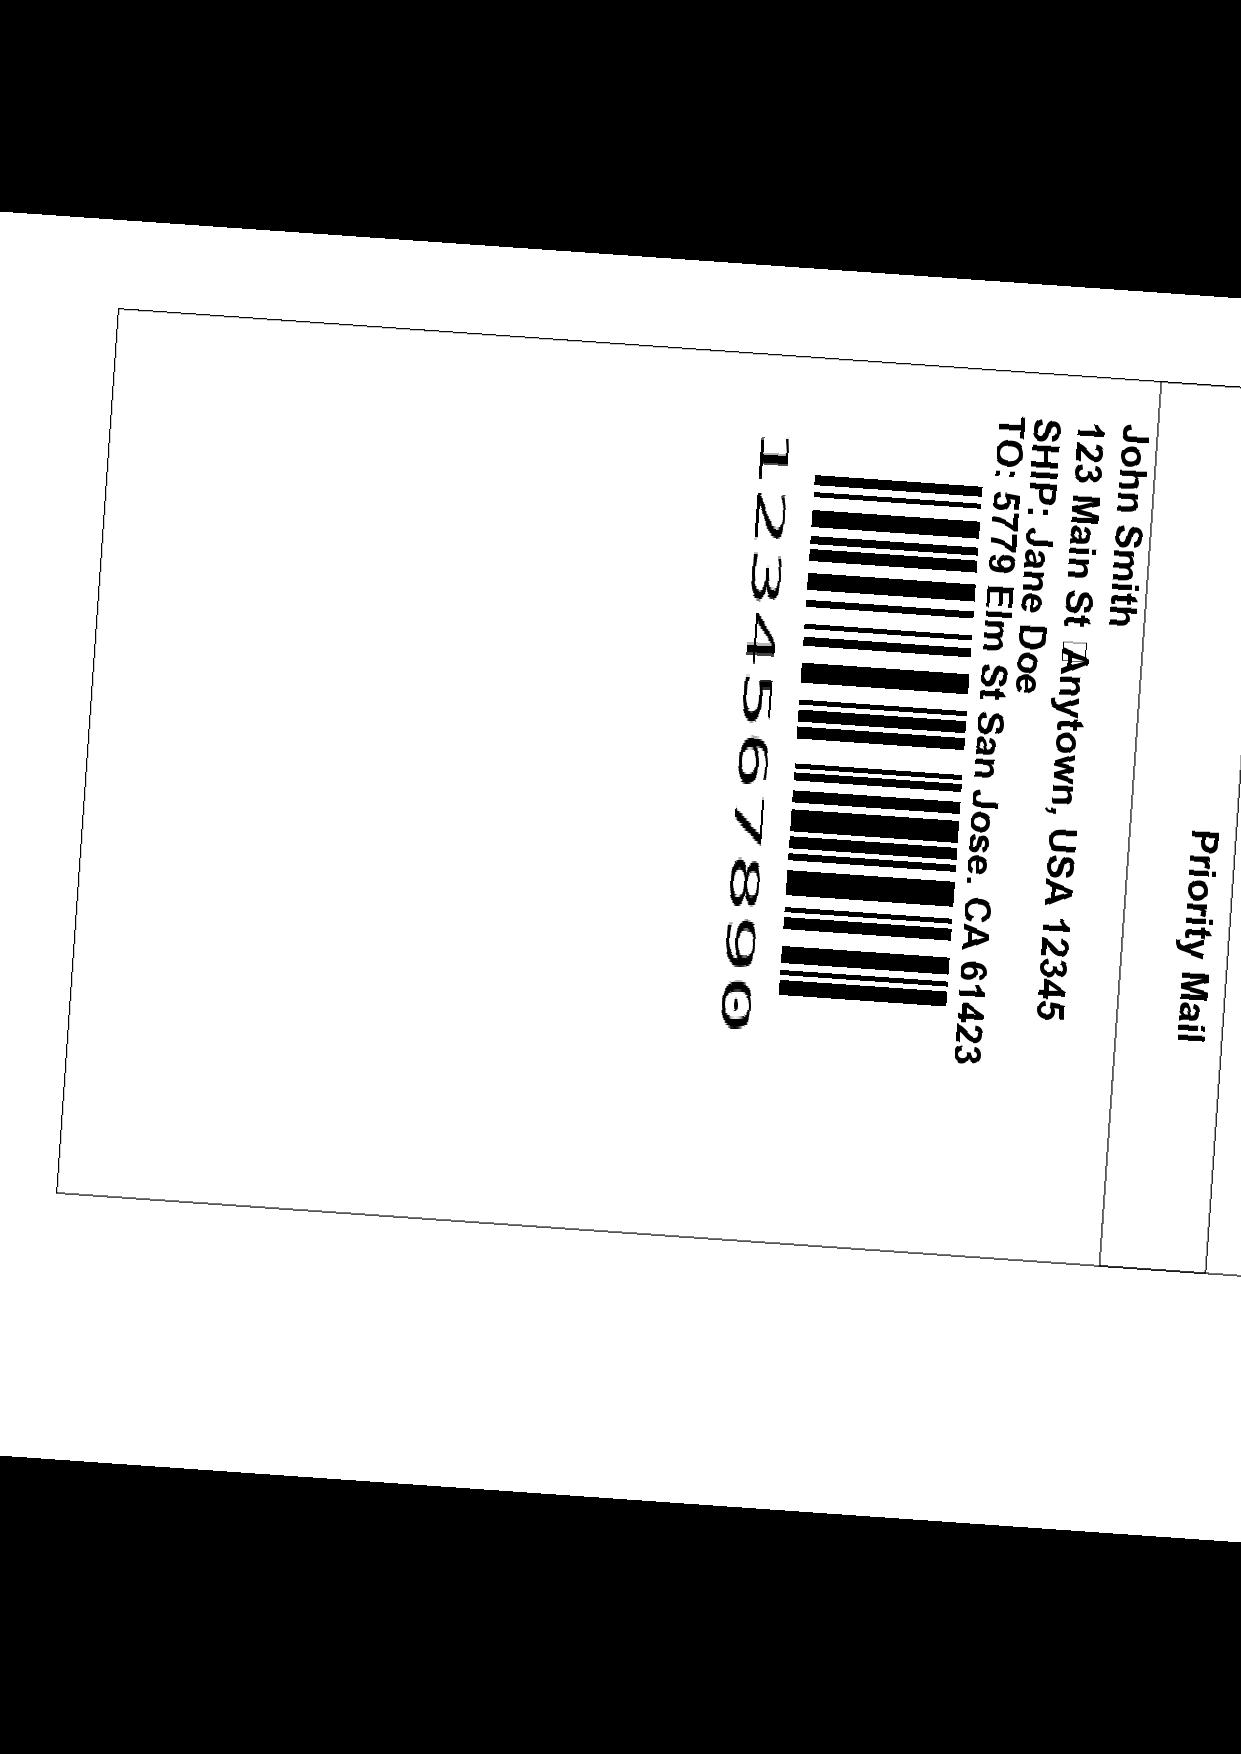 Priority Mail
John Smith
123 Main St Anytown, USA 12345
SHIP: Jane Doe
TO: 5779 Elm St San Jose. CA 61423
1234567890